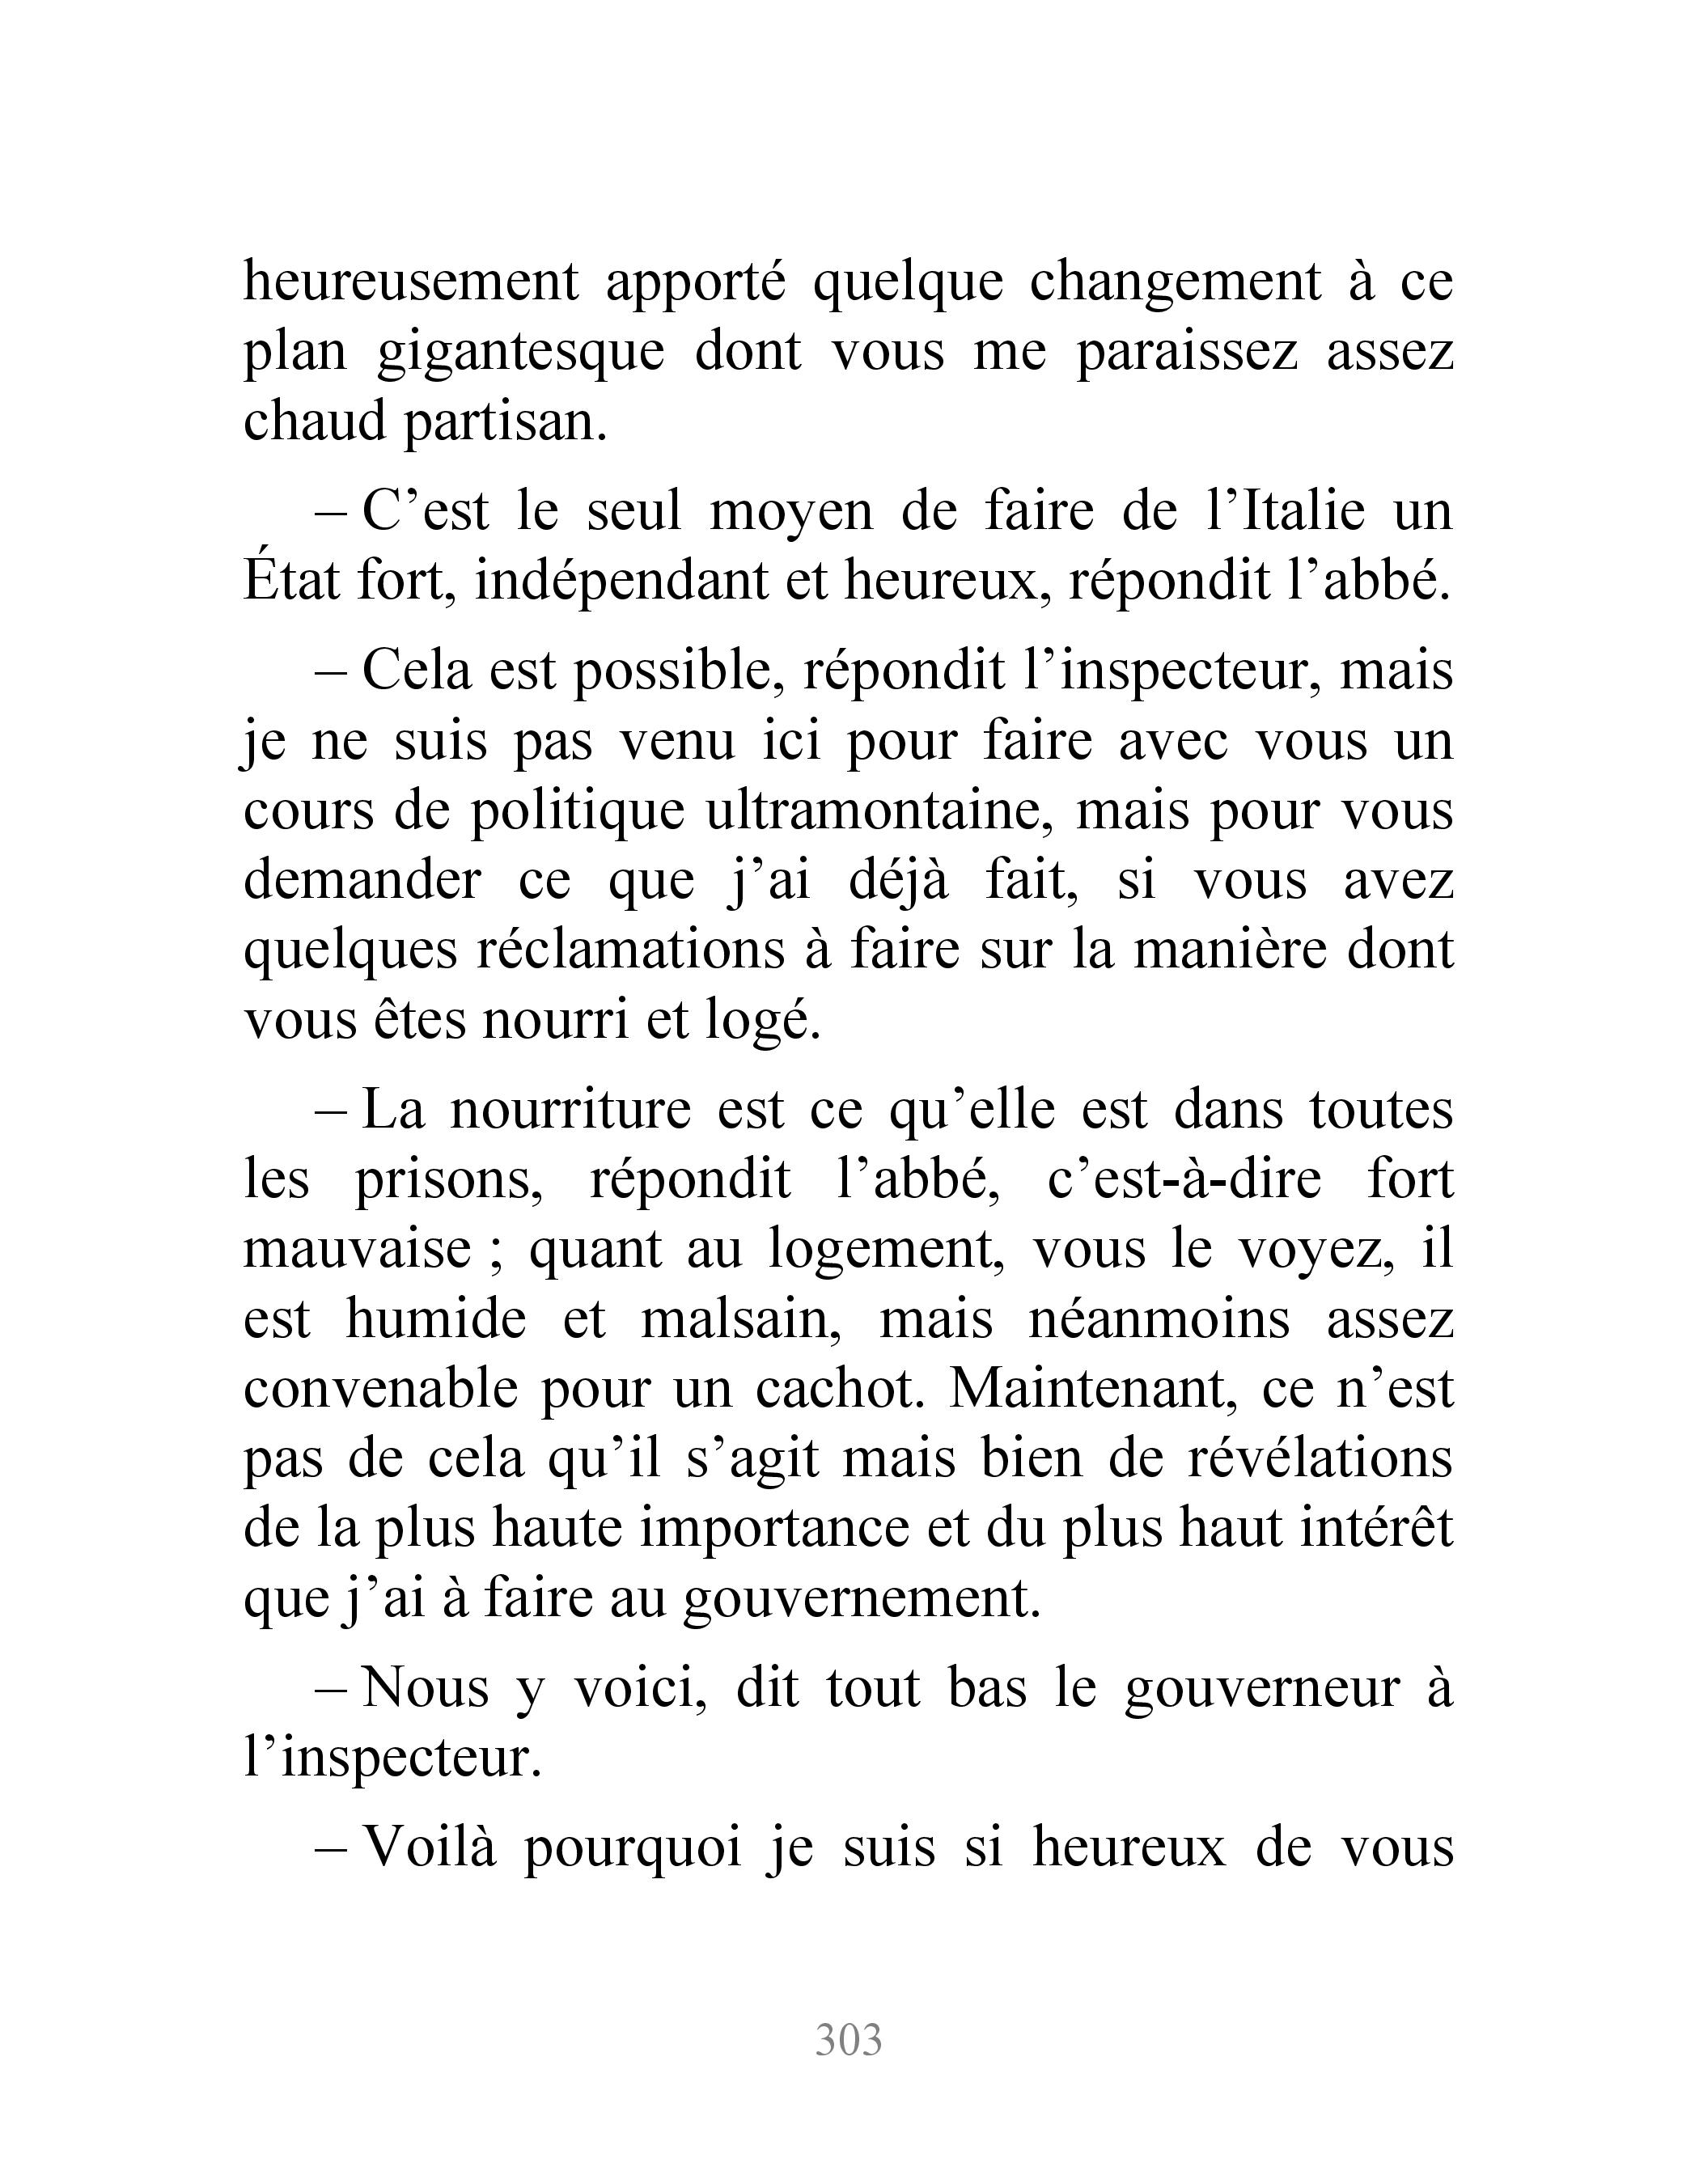 heureusement apporté quelque changement à ce
plan gigantesque dont vous me paraissez assez
chaud partisan.
– C’est le seul moyen de faire de l’Italie un
État fort, indépendant et heureux, répondit l’abbé.
– Cela est possible, répondit l’inspecteur, mais
je ne suis pas venu ici pour faire avec vous un
cours de politique ultramontaine, mais pour vous
demander ce que j’ai déjà fait, si vous avez
quelques réclamations à faire sur la manière dont
vous êtes nourri et logé.
– La nourriture est ce qu’elle est dans toutes
les prisons, répondit l’abbé, c’est-à-dire fort
mauvaise ; quant au logement, vous le voyez, il
est humide et malsain, mais néanmoins assez
convenable pour un cachot. Maintenant, ce n’est
pas de cela qu’il s’agit mais bien de révélations
de la plus haute importance et du plus haut intérêt
que j’ai à faire au gouvernement.
– Nous y voici, dit tout bas le gouverneur à
l’inspecteur.
– Voilà pourquoi je suis si heureux de vous
303